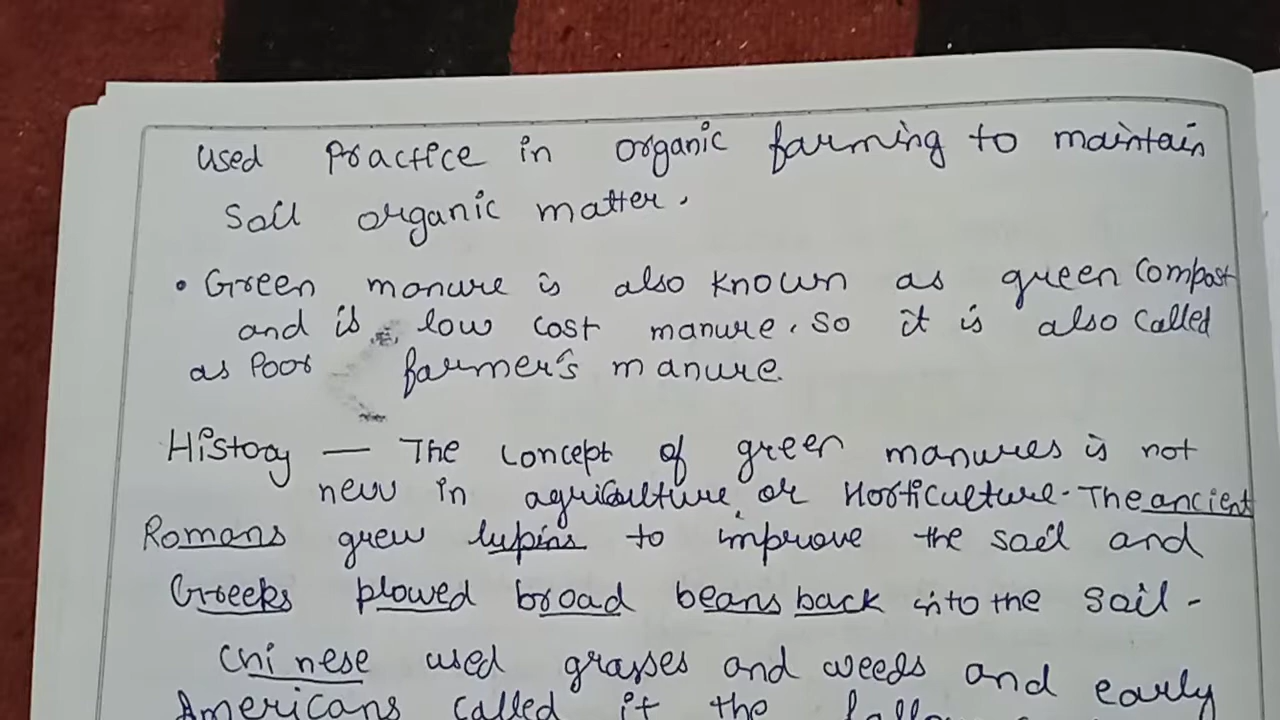 used Practice in organic farming to maintain
soil organic matter.
• Green manure is also known as green compost
and is low cost manure. so it is also called
as Poor farmer's manure.
History — The concept of green manures is not
new in agriculture or Horticulture. The ancient
Romans grew lupins to improve the soil and
Greeks plowed broad beans back into the soil -
Chinese used grasses and weeds and early
Americans called it the